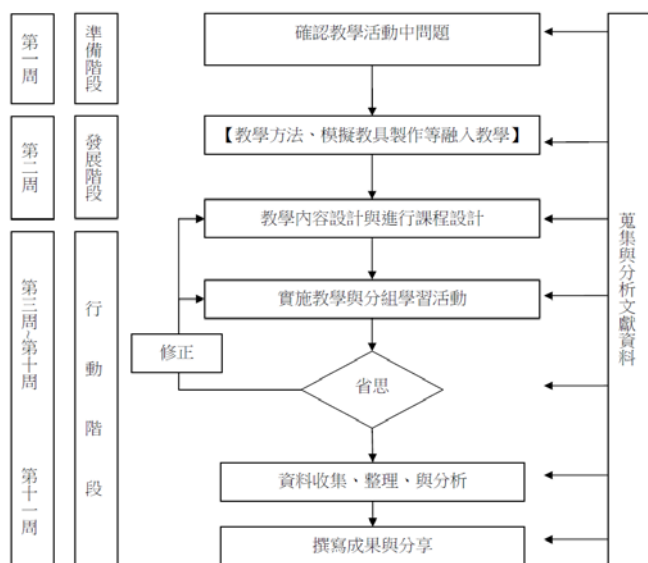 第一周
準備階段
確認教學活動中問題
第二周
發展階段
【教學方法、模擬教具製作等融入教學】
教學內容設計與進行課程設計
第三周~第十周
行動階段
實施教學與分組學習活動
修正
省思
第十一周
資料收集、整理、與分析
撰寫成果與分享
蒐集與分析文獻資料